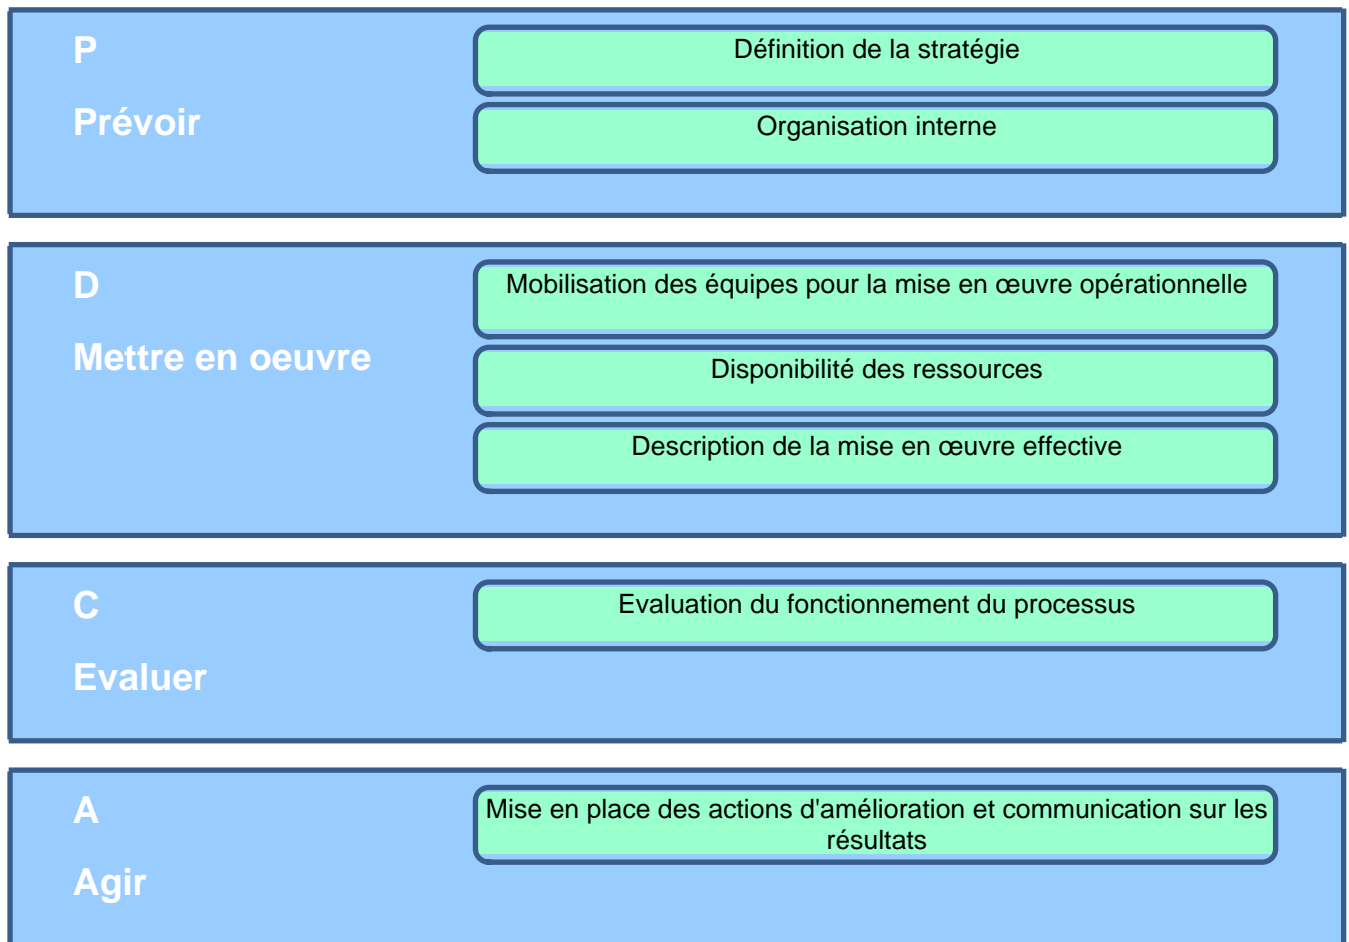 P
Définition de la stratégie
Prévoir
Organisation interne
D
Mobilisation des équipes pour la mise en œuvre opérationnelle
Mettre en oeuvre
Disponibilité des ressources
Description de la mise en œuvre effective
C
Evaluation du fonctionnement du processus
Evaluer
A
Mise en place des actions d'amélioration et communication sur les
résultats
Agir